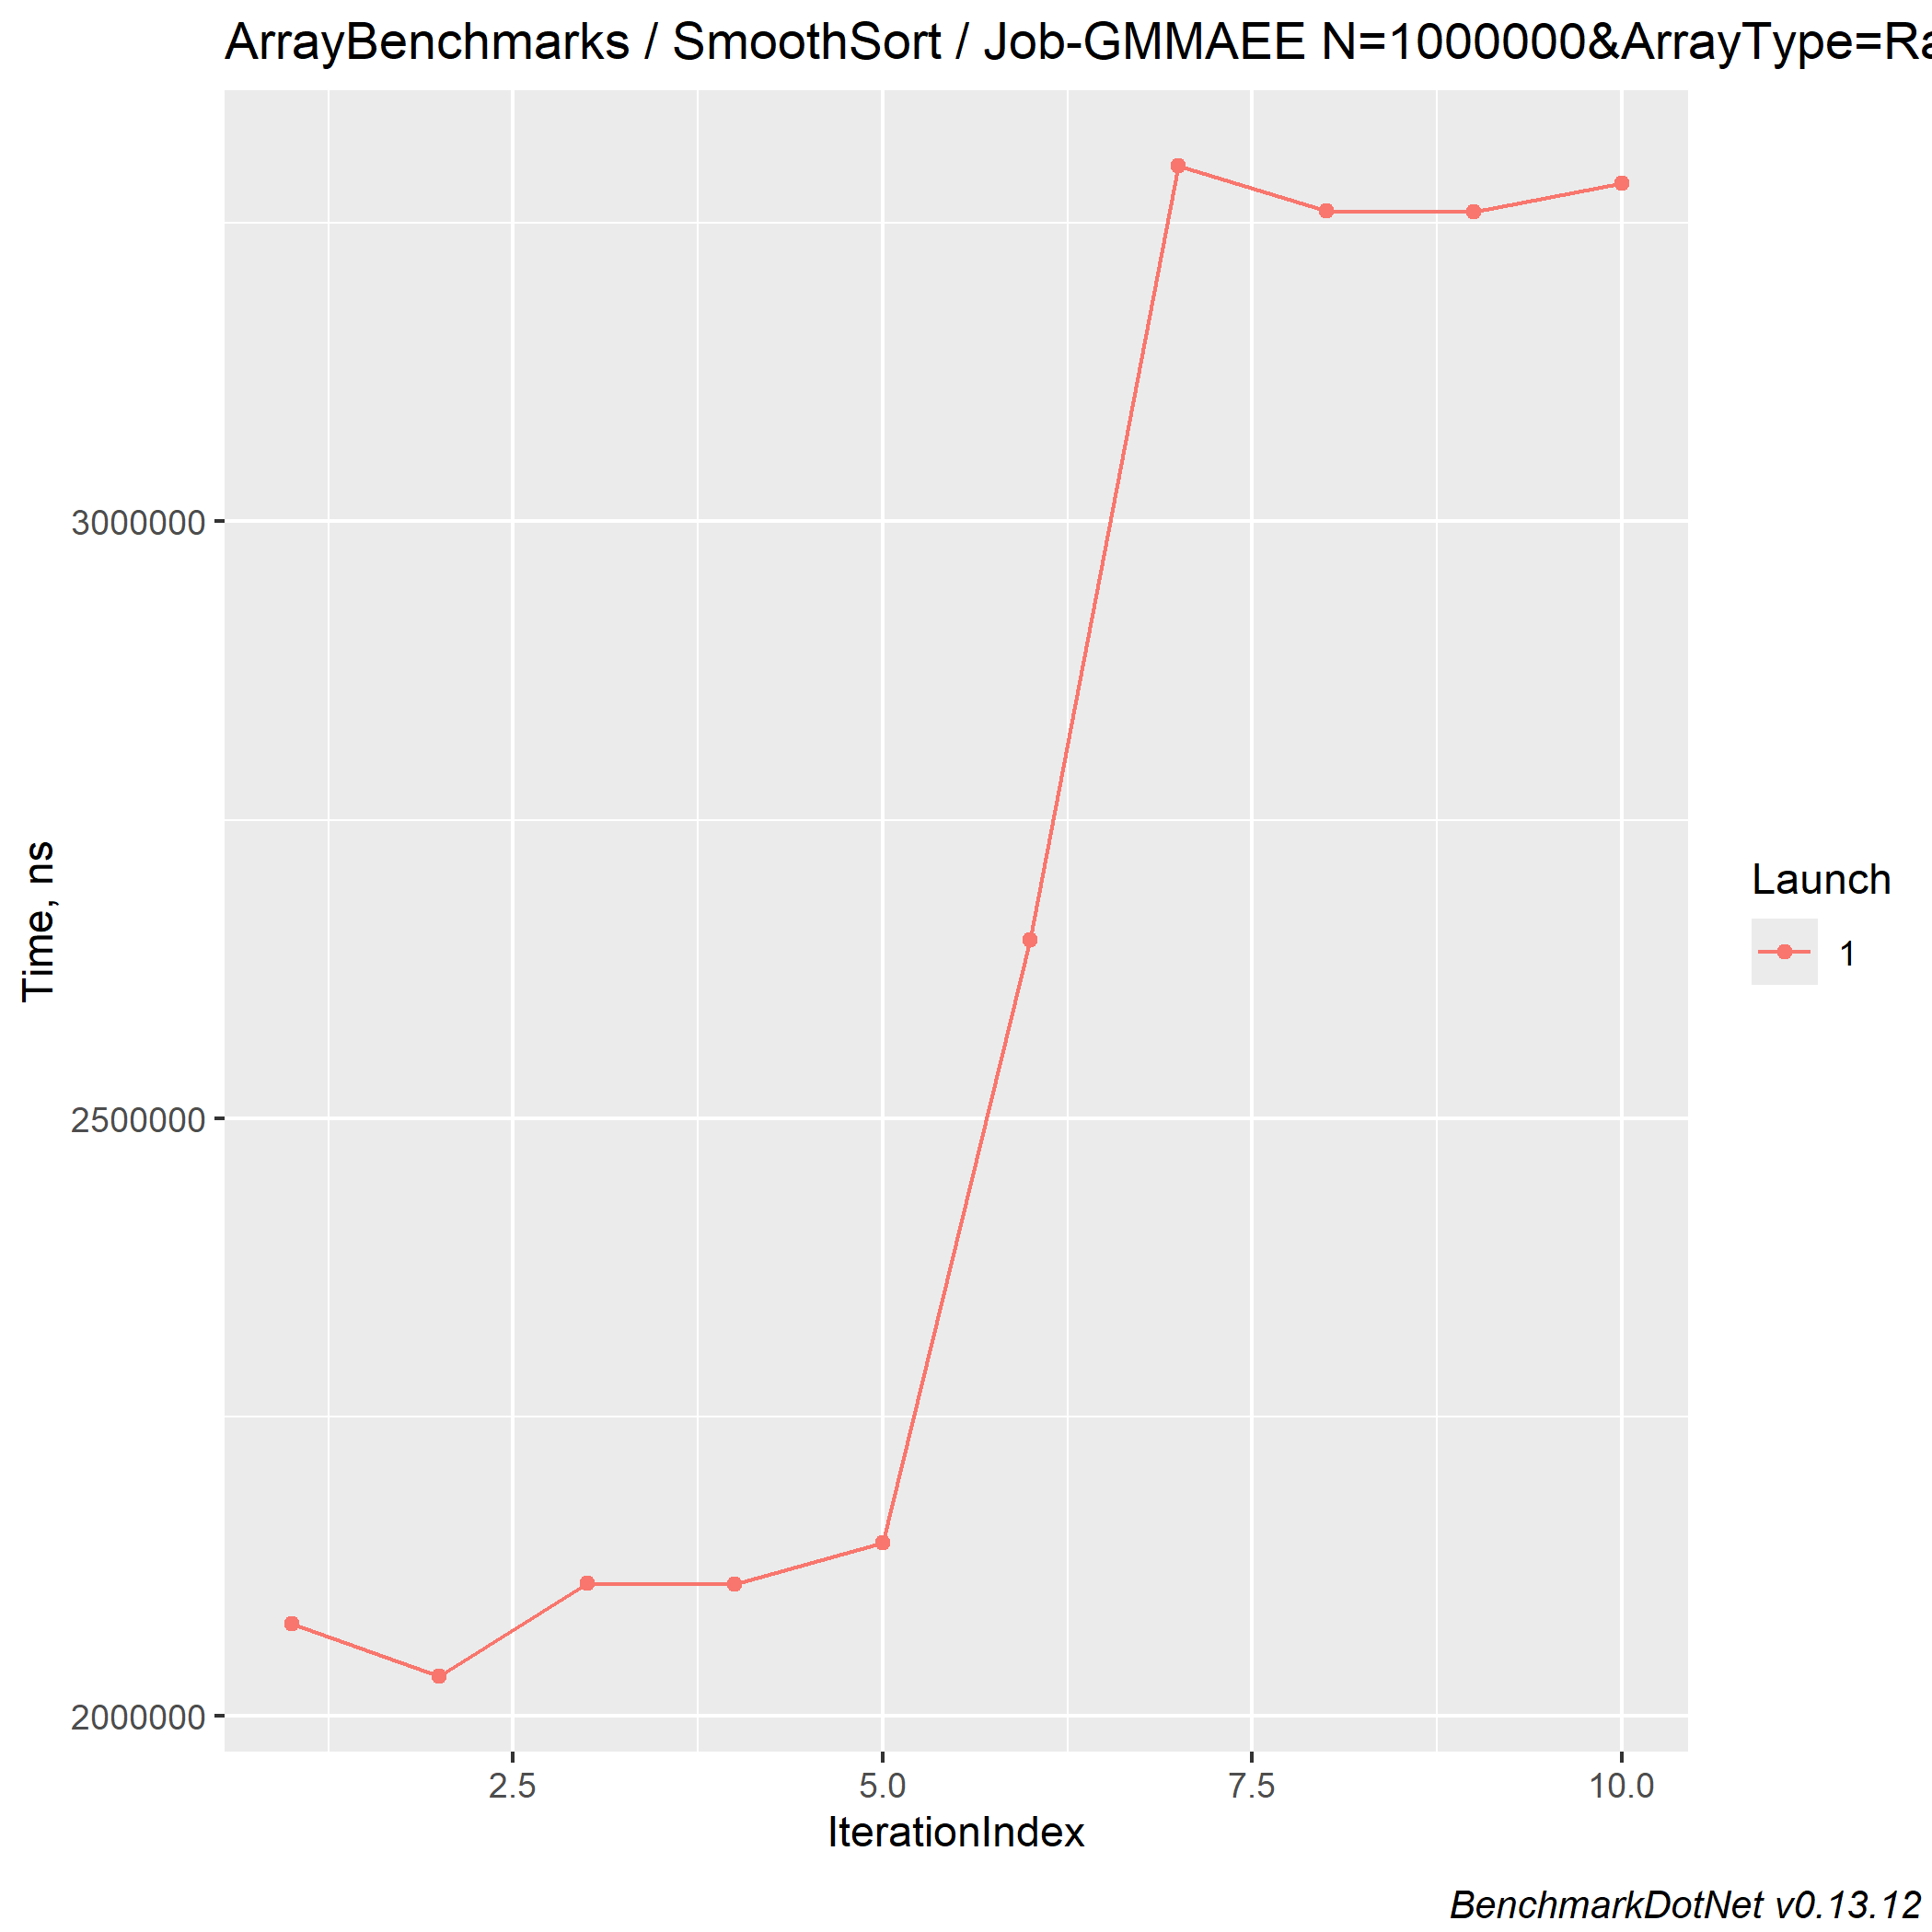 ArrayBenchmarks / SmoothSort / Job-GMMAEE N=1000000&ArrayType=Ra
3000000
2500000
2000000
Time, ns
2.5 5.0 7.5 10.0
IterationIndex
Launch
1
BenchmarkDotNet v0.13.12